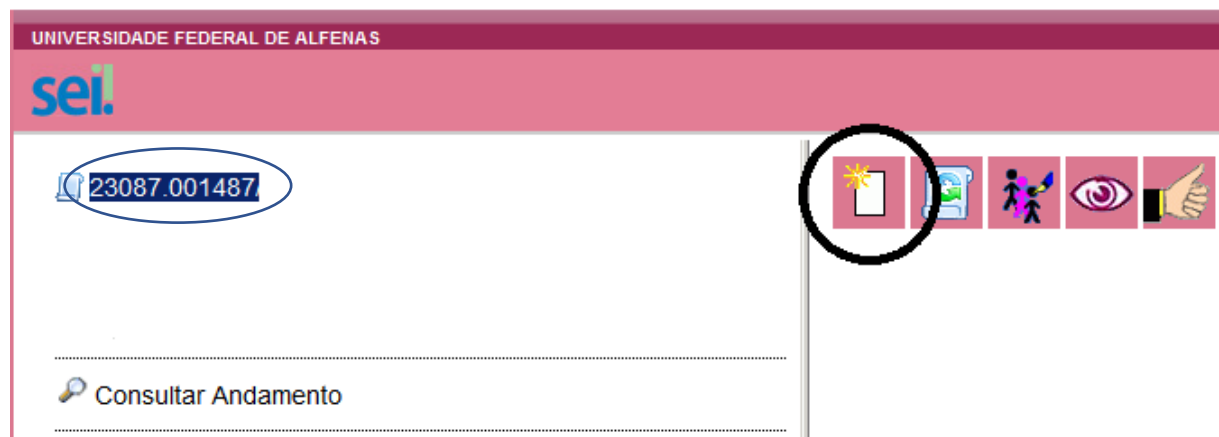 UNIVERSIDADE FEDERAL DE ALFENAS
sei!
23087.001487/
Consultar Andamento